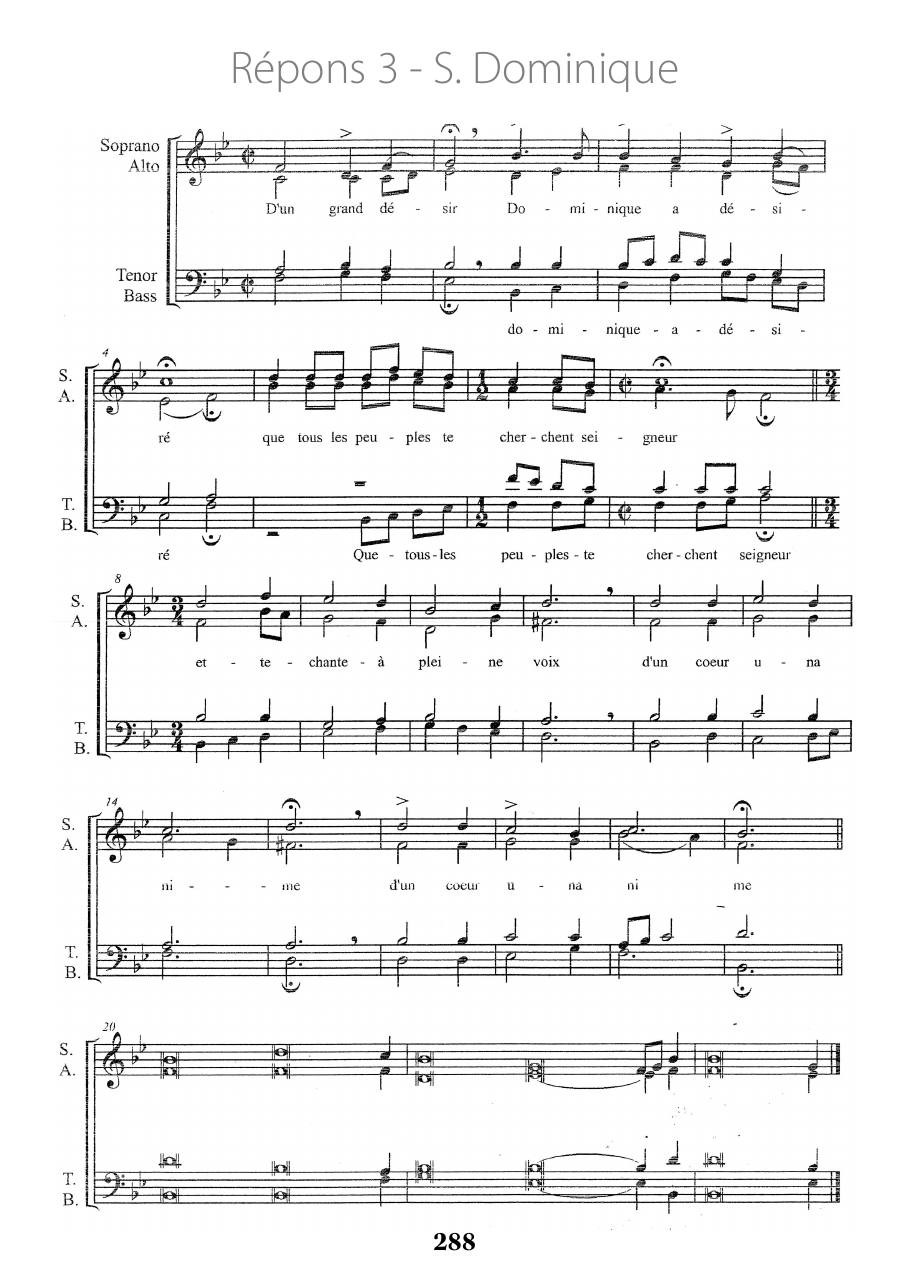 Répons 3 - S. Dominique
Soprano
Alto
D'un grand dé - sir Do - mi - nique a dé - si -
Tenor
Bass
do - mi - nique - a - dé - si -
4
S.
A.
ré que tous les peu - ples te cher - chent sei - gneur
T.
B.
ré Que - tous - les peu - ples - te cher - chent seigneur
8
S.
A.
et - te - chante - à plei - ne voix d'un coeur u - na
T.
B.
14
S.
A.
ni - - - me d'un coeur u - na ni me
T.
B.
20
S.
A.
T.
B.
288